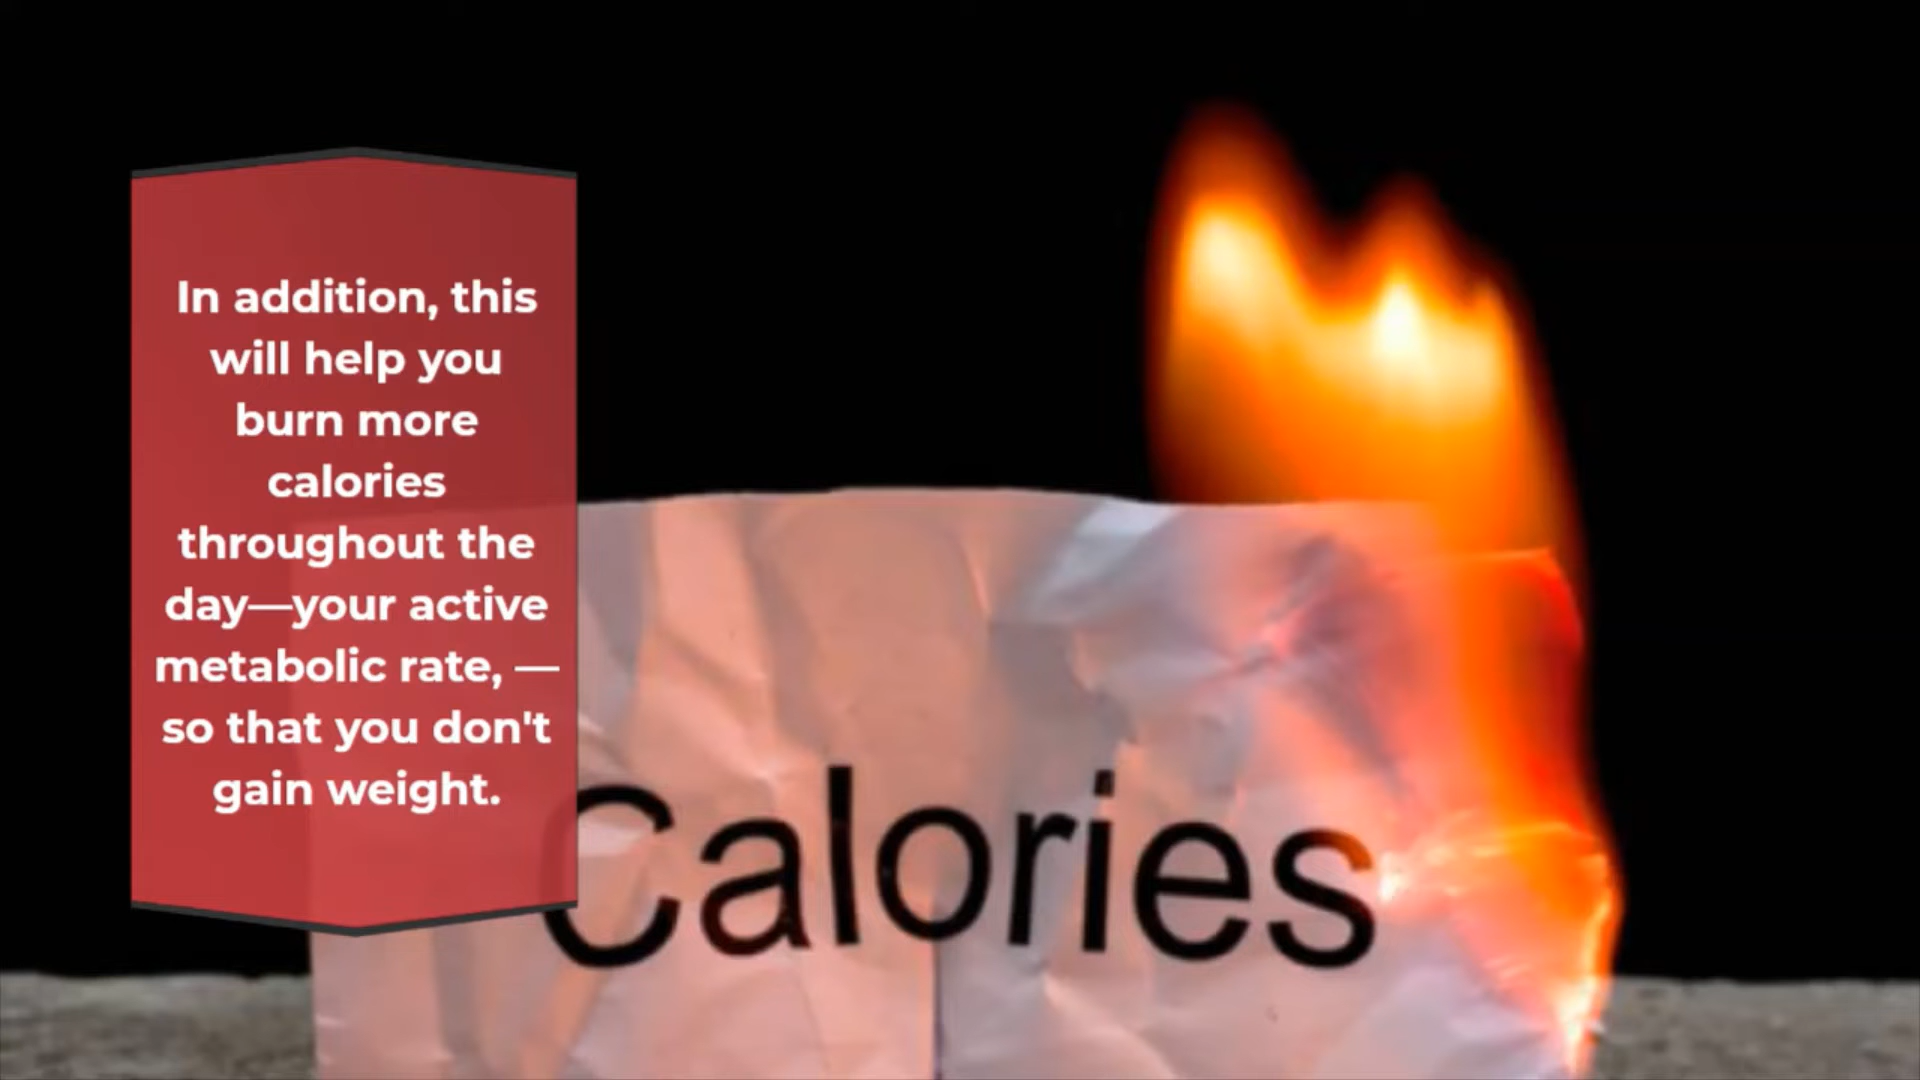 In addition, this
will help you
burn more
calories
throughout the
day—your active
metabolic rate, —
so that you don't
gain weight.
Calories